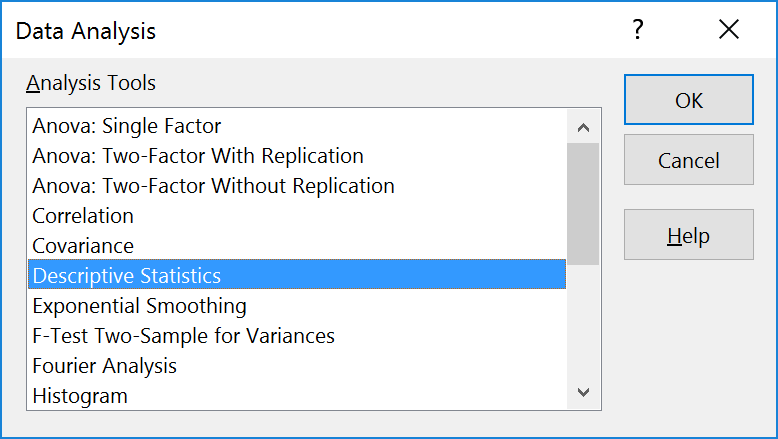 Data Analysis
?
Analysis Tools
Anova: Single Factor
Anova: Two-Factor With Replication
Anova: Two-Factor Without Replication
Correlation
Covariance
Descriptive Statistics
Exponential Smoothing
F-Test Two-Sample for Variances
Fourier Analysis
Histogram
OK
Cancel
Help